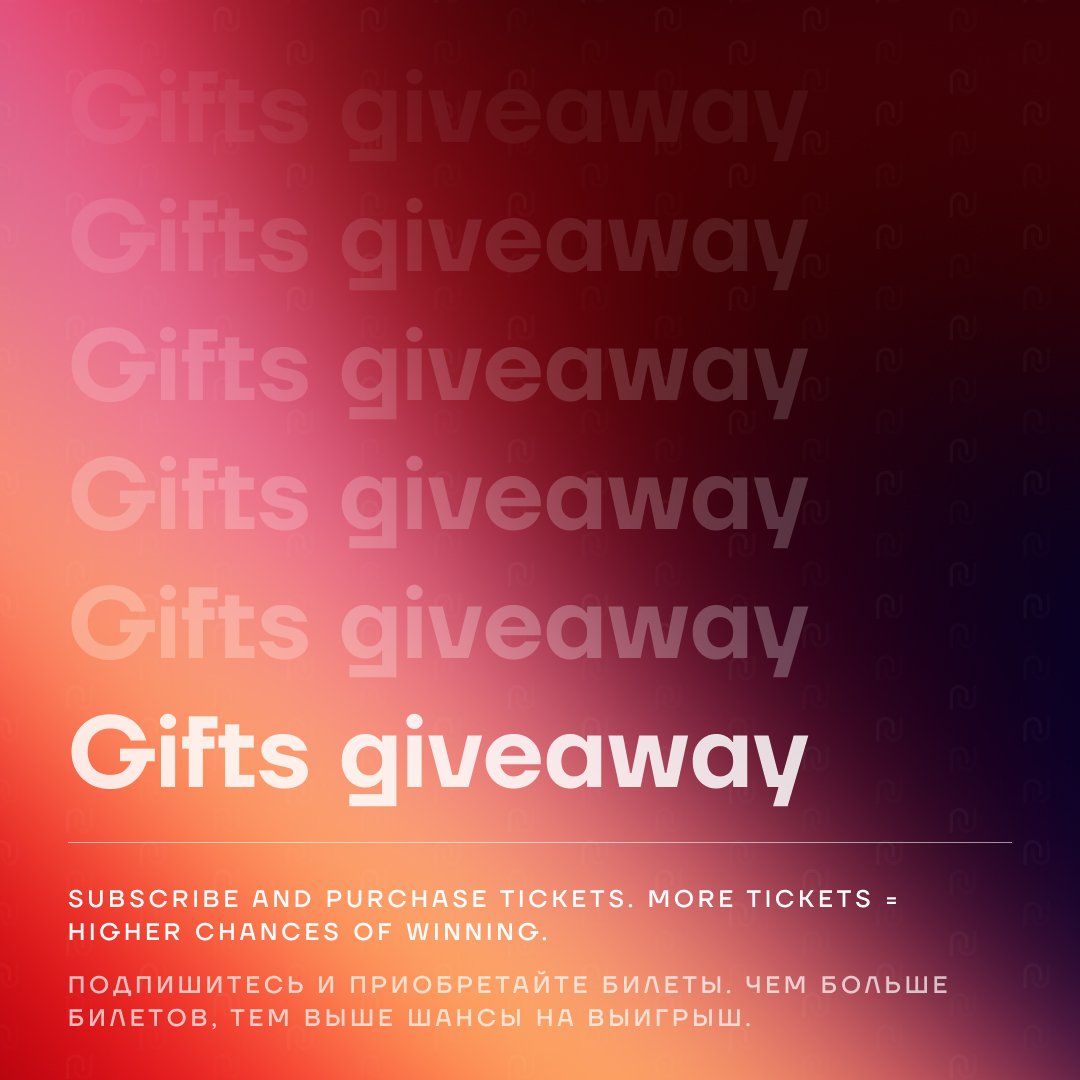 Gifts giveaway
Gifts giveaway
Gifts giveaway
Gifts giveaway
Gifts giveaway
Gifts giveaway
SUBSCRIBE AND PURCHASE TICKETS. MORE TICKETS =
HIGHER CHANCES OF WINNING.
ПОДПИШИТЕСЬ И ПРИОБРЕТАЙТЕ БИЛЕТЫ. ЧЕМ БОЛЬШЕ
БИЛЕТОВ, ТЕМ ВЫШЕ ШАНСЫ НА ВЫИГРЫШ.